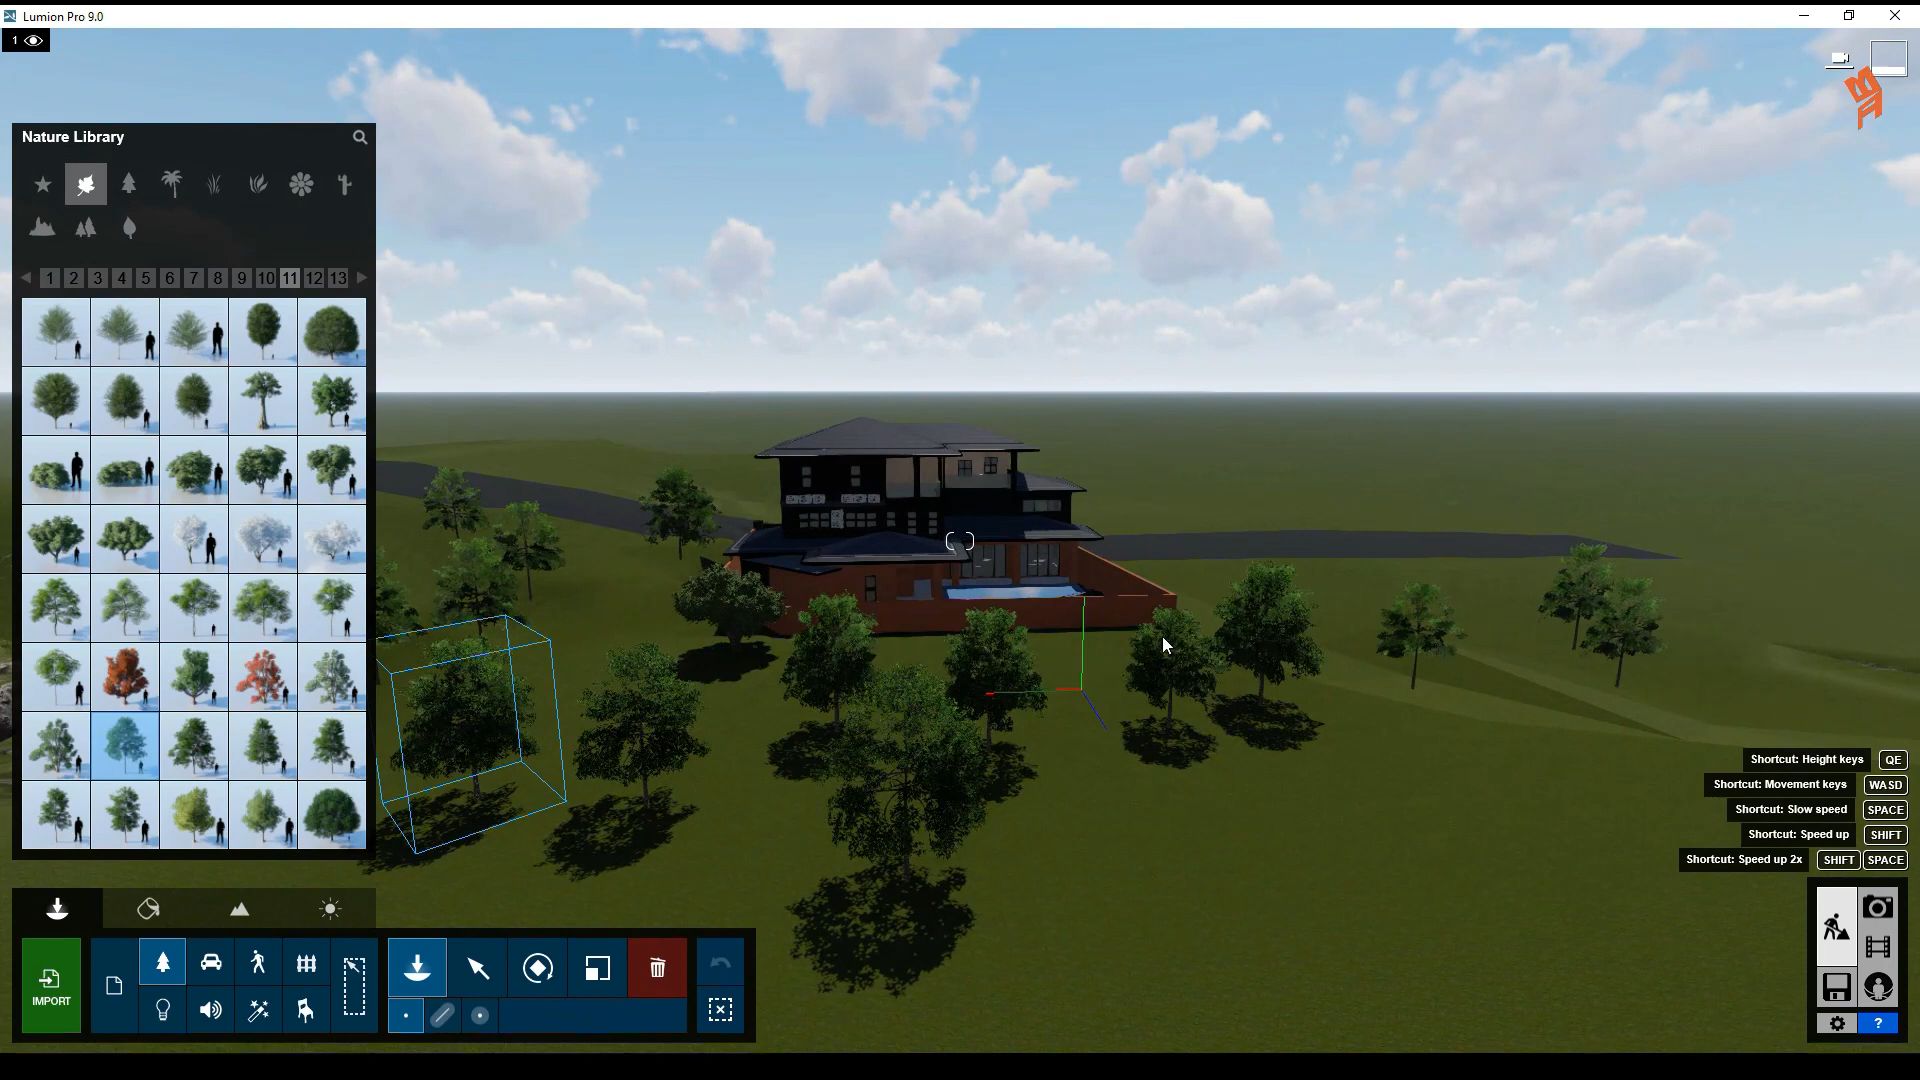 Lumion Pro 9.0
1
Nature Library
1 2 3 4 5 6 7 8 9 10 11 12 13
Shortcut: Height keys QE
Shortcut: Movement keys WASD
Shortcut: Slow speed SPACE
Shortcut: Speed up SHIFT
Shortcut: Speed up 2x SHIFT SPACE
IMPORT
?